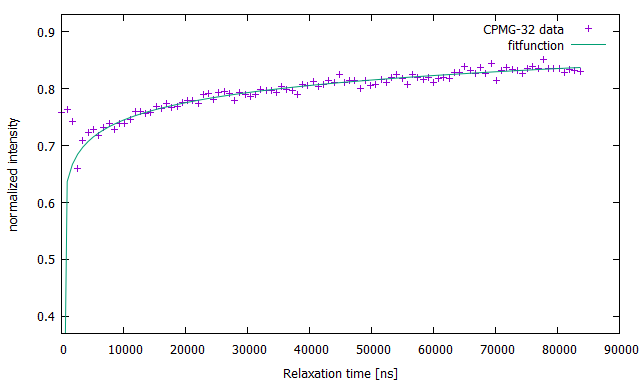 0.9
0.8
0.7
0.6
0.5
0.4
normalized intensity
CPMG-32 data
fitfunction
0 10000 20000 30000 40000 50000 60000 70000 80000 90000
Relaxation time [ns]